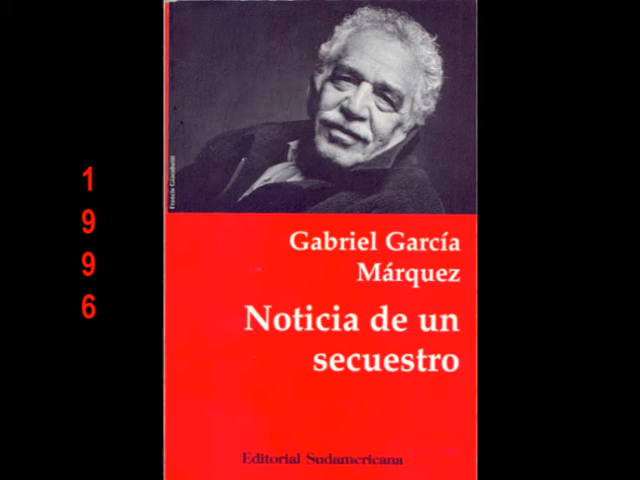 1
9
9
6
Gabriel García
Márquez
Noticia de un
secuestro
Editorial Sudamericana